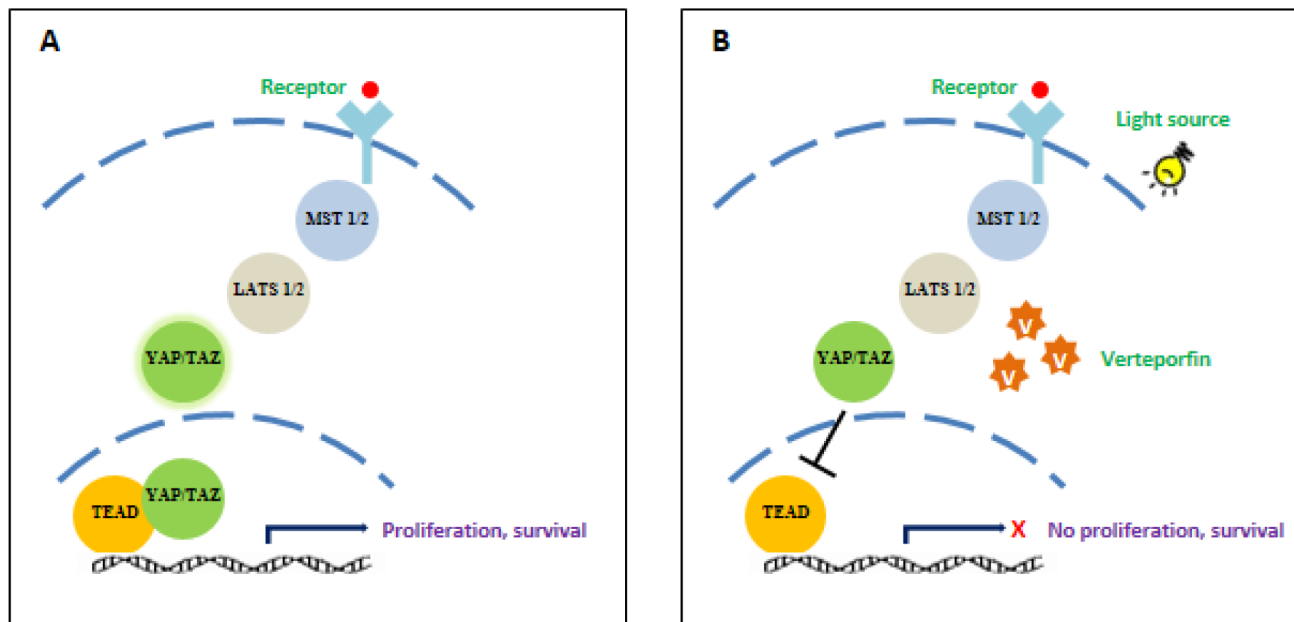 A
Receptor
MST 1/2
LATS 1/2
YAP/TAZ
YAP/TAZ
TEAD
Proliferation, survival
B
Receptor
Light source
MST 1/2
LATS 1/2
V
YAP/TAZ
V
Verteporfin
V
TEAD
X No proliferation, survival